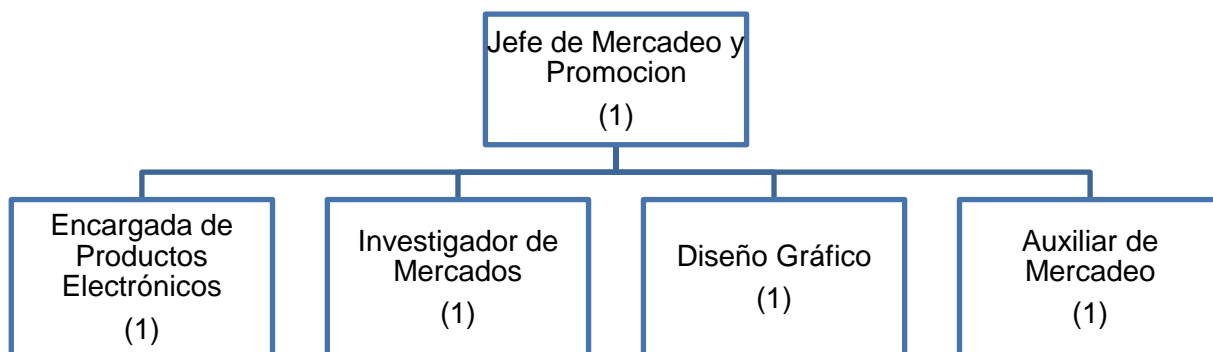 Jefe de Mercadeo y
Promocion
(1)
Encargada de
Productos
Electrónicos
(1)
Investigador de
Mercados
(1)
Diseño Gráfico
(1)
Auxiliar de
Mercadeo
(1)